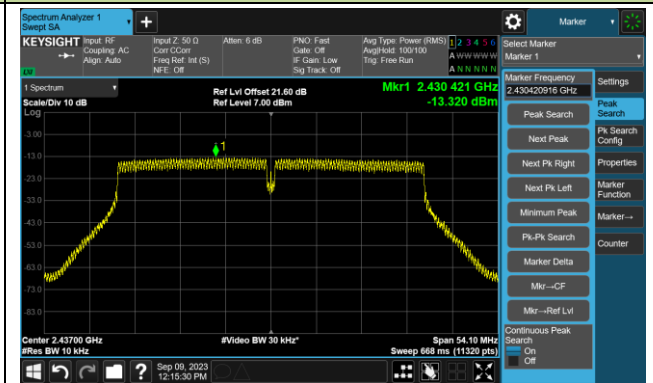 Spectrum Analyzer 1
Swept SA
Marker
KEYSIGHT
Input: RF
Coupling: AC
Align: Auto
Input Z: 50 Ω
Corr CCorr
Freq Ref: Int (S)
NFE: Off
Atten: 6 dB
PNO: Fast
Gate: Off
IF Gain: Low
Sig Track: Off
Avg Type: Power (RMS)
Avg|Hold: 100/100
Trig: Free Run
1 2 3 4 5 6
A W W W W W
A N N N N N
Select Marker
Marker 1
LXI
1 Spectrum
Scale/Div 10 dB
Log
Ref Lvl Offset 21.60 dB
Ref Level 7.00 dBm
Mkr1 2.430 421 GHz
-13.320 dBm
1
-3.00
-13.0
-23.0
-33.0
-43.0
-53.0
-63.0
-73.0
-83.0
Center 2.43700 GHz
#Res BW 10 kHz
#Video BW 30 kHz*
Span 54.10 MHz
Sweep 668 ms (11320 pts)
Marker Frequency
2.430420916 GHz
Peak Search
Next Peak
Next Pk Right
Next Pk Left
Minimum Peak
Pk-Pk Search
Marker Delta
Mkr→CF
Mkr→Ref Lvl
Continuous Peak
Search
On
Off
Settings
Peak
Search
Pk Search
Config
Properties
Marker
Function
Marker→
Counter
Sep 09, 2023
12:15:30 PM